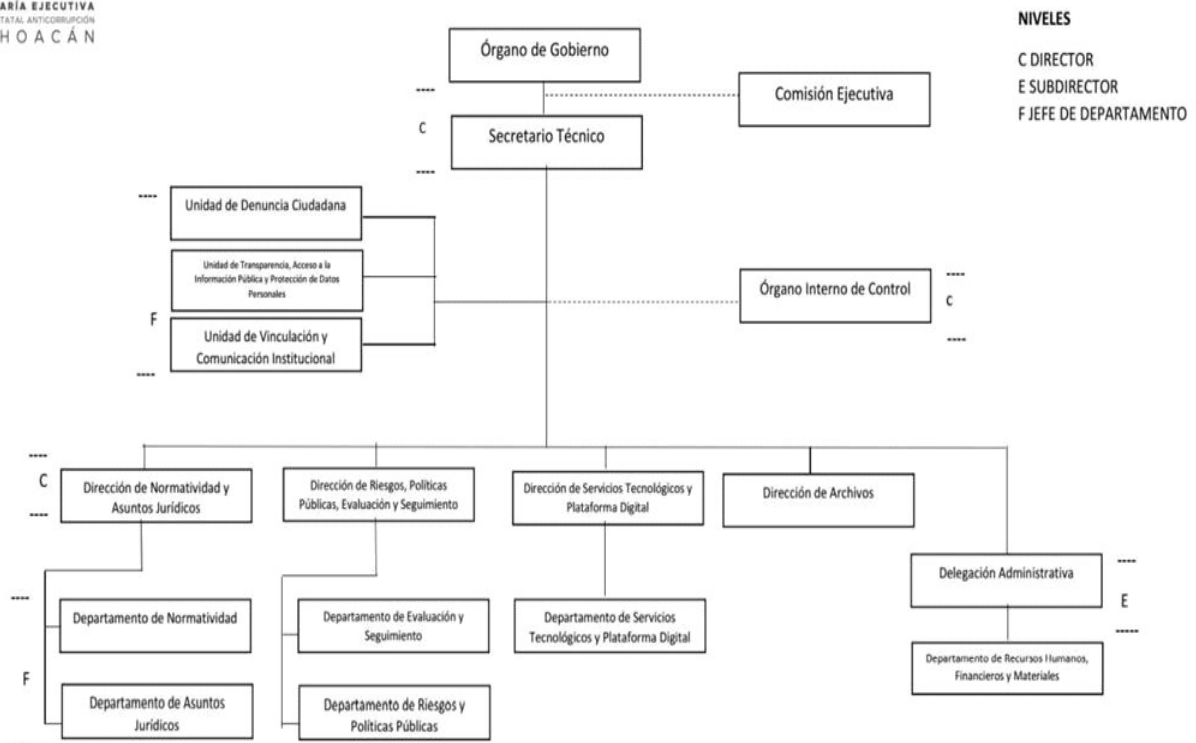 ARÍA EJECUTIVA
TATAL ANTICORRUPCIÓN
HOACÁN
NIVELES
C DIRECTOR
E SUBDIRECTOR
F JEFE DE DEPARTAMENTO
Órgano de Gobierno
Comisión Ejecutiva
----
C
Secretario Técnico
----
----
Unidad de Denuncia Ciudadana
Unidad de Transparencia, Acceso a la
Información Pública y Protección de Datos
Personales
F
Unidad de Vinculación y
Comunicación Institucional
----
Órgano Interno de Control
----
C
----
----
C
----
Dirección de Normatividad y
Asuntos Jurídicos
Dirección de Riesgos, Políticas
Públicas, Evaluación y Seguimiento
Dirección de Servicios Tecnológicos y
Plataforma Digital
Dirección de Archivos
Delegación Administrativa
----
E
-----
----
F
Departamento de Normatividad
Departamento de Evaluación y
Seguimiento
Departamento de Servicios
Tecnológicos y Plataforma Digital
Departamento de Recursos Humanos,
Financieros y Materiales
Departamento de Asuntos
Jurídicos
Departamento de Riesgos y
Políticas Públicas